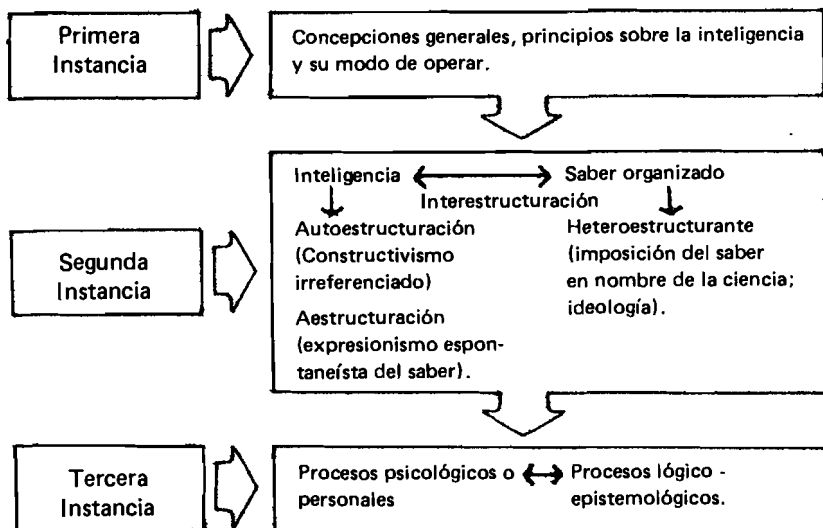 Primera
Instancia
Concepciones generales, principios sobre la inteligencia
y su modo de operar.
Segunda
Instancia
Inteligencia
Saber organizado
Interestructuración
Autoestructuración
(Constructivismo
irreferenciado)
Aestructuración
(expresionismo espon-
taneísta del saber).
Heteroestructurante
(imposición del saber
en nombre de la ciencia;
ideología).
Tercera
Instancia
Procesos psicológicos o
personales
Procesos lógico -
epistemológicos.